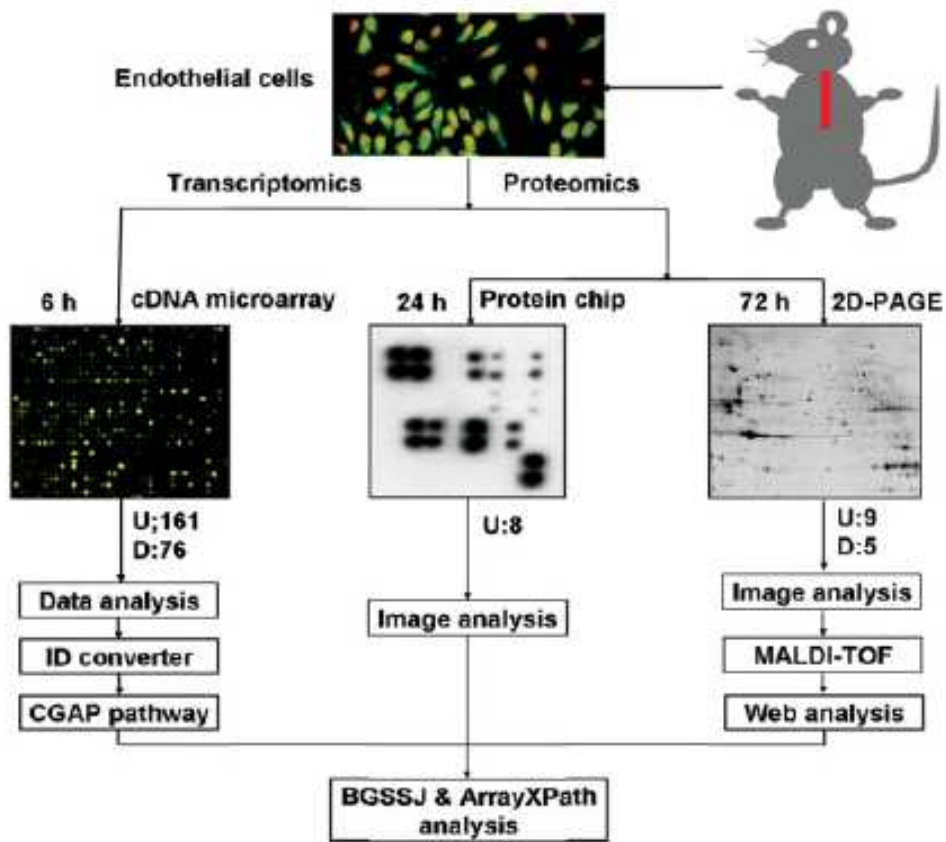 Endothelial cells
Transcriptomics
Proteomics
6 h
cDNA microarray
24 h
Protein chip
72 h
2D-PAGE
U;161
D:76
U:8
U:9
D:5
Data analysis
ID converter
CGAP pathway
Image analysis
Image analysis
MALDI-TOF
Web analysis
BGSSJ & ArrayXPath
analysis